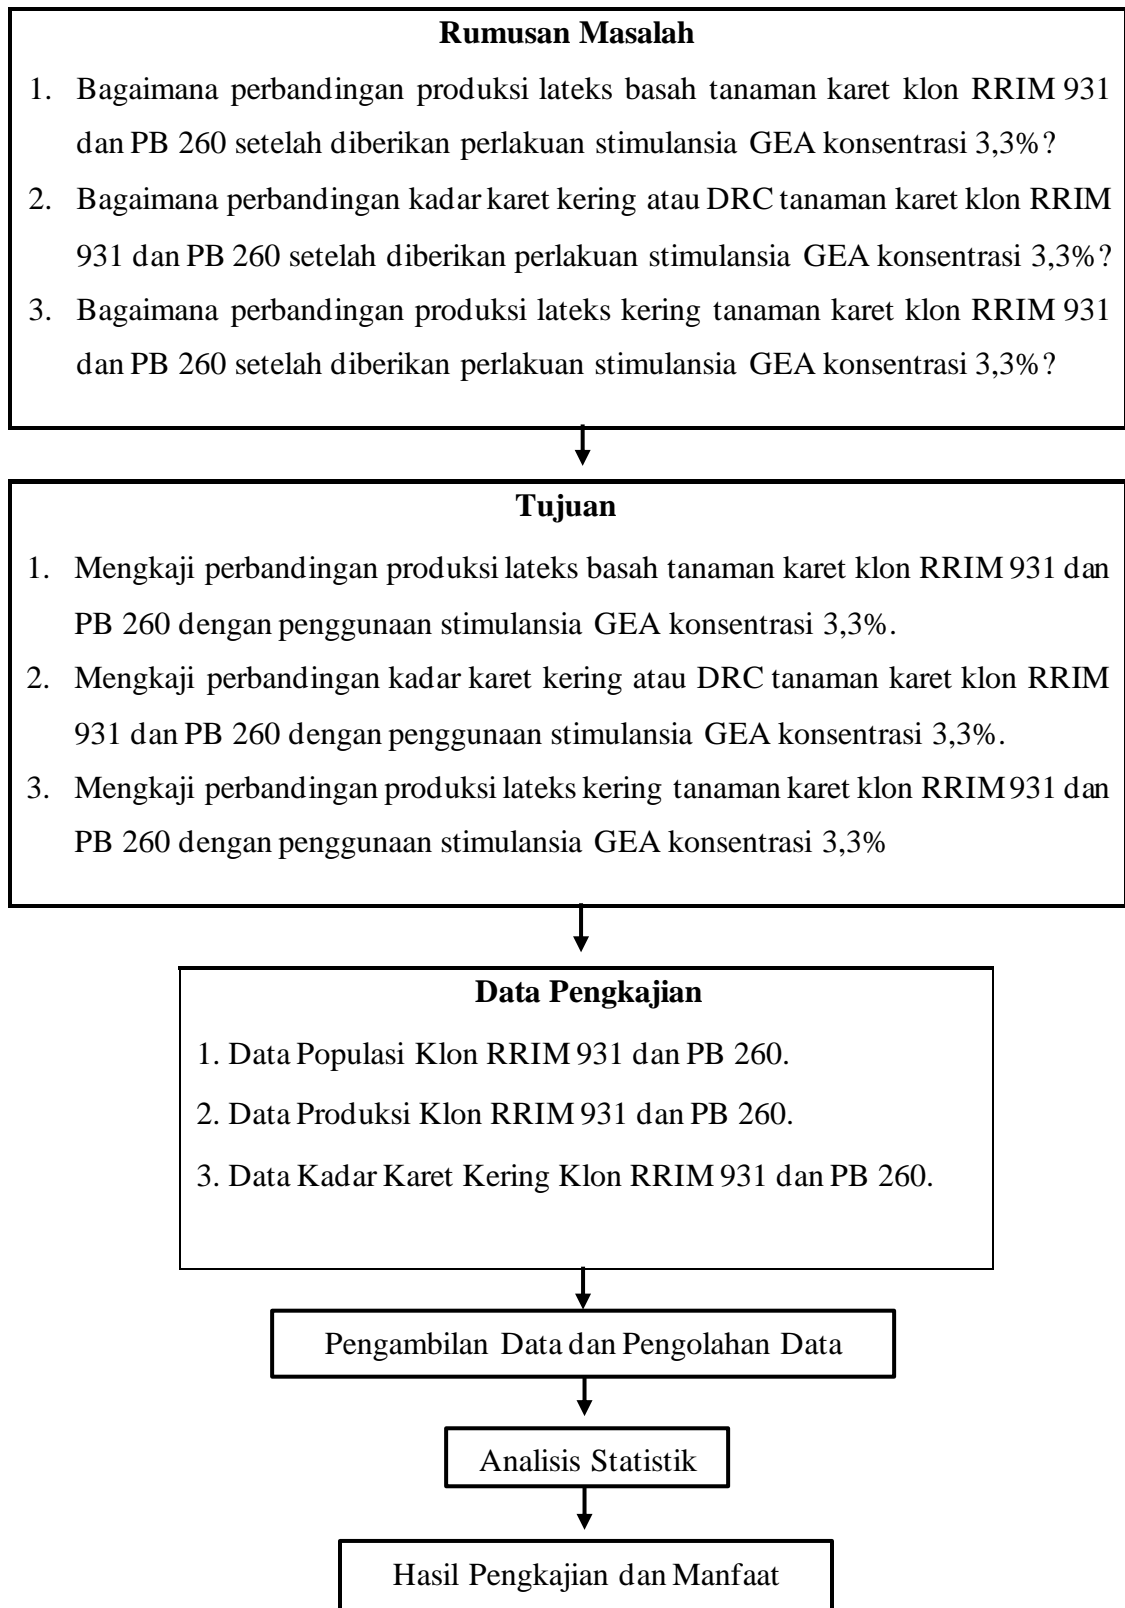 Rumusan Masalah
1. Bagaimana perbandingan produksi lateks basah tanaman karet klon RRIM 931
dan PB 260 setelah diberikan perlakuan stimulansia GEA konsentrasi 3,3%?
2. Bagaimana perbandingan kadar karet kering atau DRC tanaman karet klon RRIM
931 dan PB 260 setelah diberikan perlakuan stimulansia GEA konsentrasi 3,3%?
3. Bagaimana perbandingan produksi lateks kering tanaman karet klon RRIM 931
dan PB 260 setelah diberikan perlakuan stimulansia GEA konsentrasi 3,3%?
Tujuan
1. Mengkaji perbandingan produksi lateks basah tanaman karet klon RRIM 931 dan
PB 260 dengan penggunaan stimulansia GEA konsentrasi 3,3%.
2. Mengkaji perbandingan kadar karet kering atau DRC tanaman karet klon RRIM
931 dan PB 260 dengan penggunaan stimulansia GEA konsentrasi 3,3%.
3. Mengkaji perbandingan produksi lateks kering tanaman karet klon RRIM 931 dan
PB 260 dengan penggunaan stimulansia GEA konsentrasi 3,3%
Data Pengkajian
1. Data Populasi Klon RRIM 931 dan PB 260.
2. Data Produksi Klon RRIM 931 dan PB 260.
3. Data Kadar Karet Kering Klon RRIM 931 dan PB 260.
Pengambilan Data dan Pengolahan Data
Analisis Statistik
Hasil Pengkajian dan Manfaat